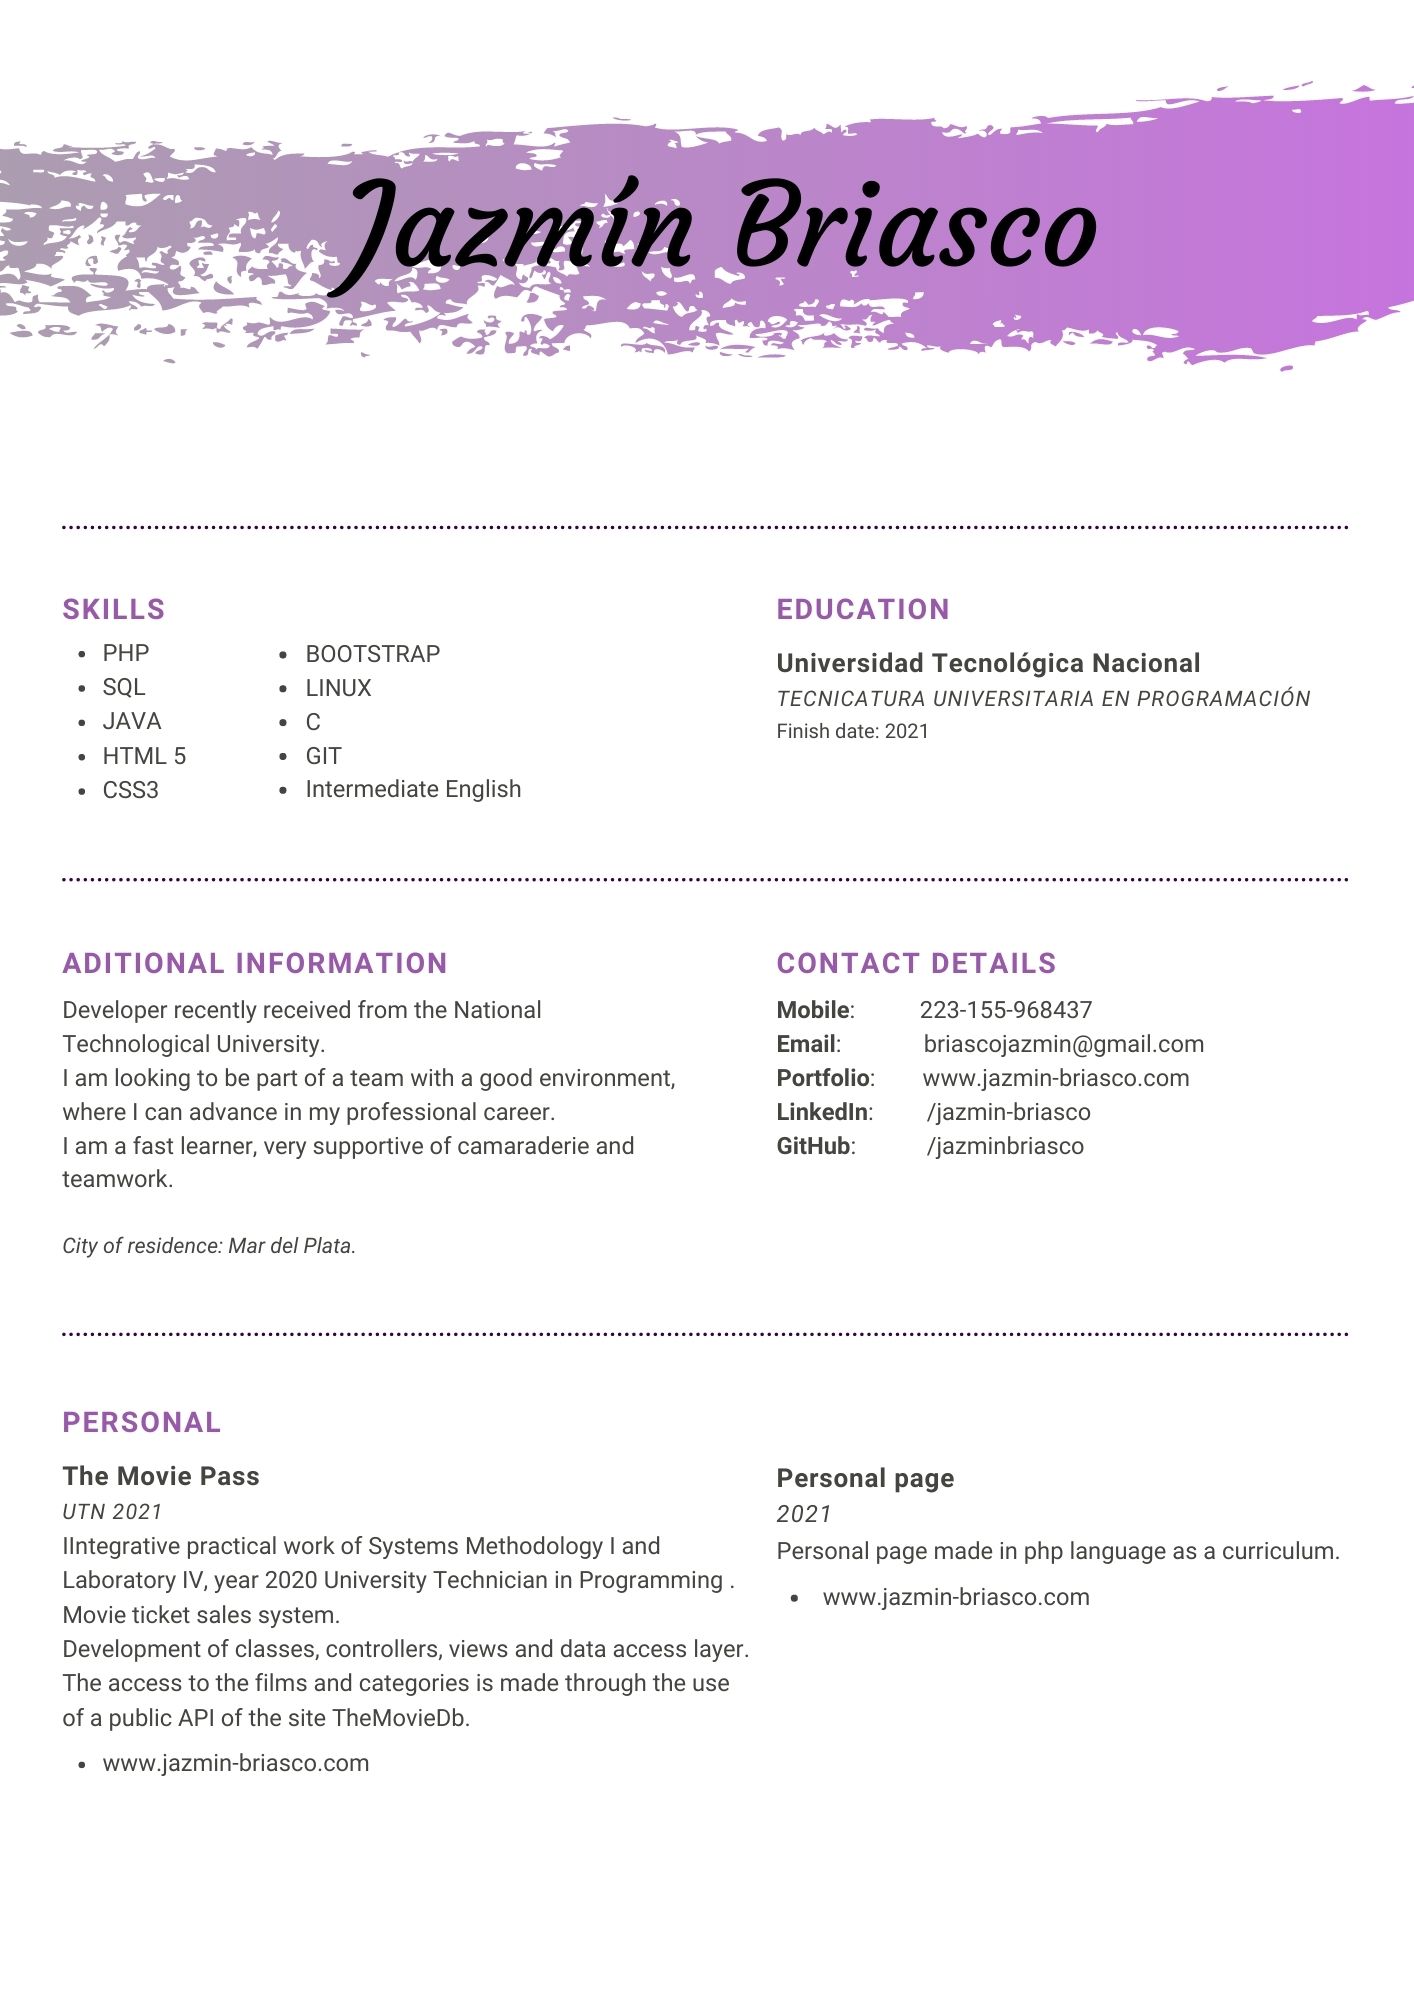 Jazmín Briasco
SKILLS
• PHP
• SQL
• JAVA
• HTML 5
• CSS3
• BOOTSTRAP
• LINUX
• C
• GIT
• Intermediate English
EDUCATION
Universidad Tecnológica Nacional
TECNICATURA UNIVERSITARIA EN PROGRAMACIÓN
Finish date: 2021
ADITIONAL INFORMATION
Developer recently received from the National
Technological University.
I am looking to be part of a team with a good environment,
where I can advance in my professional career.
I am a fast learner, very supportive of camaraderie and
teamwork.
City of residence: Mar del Plata.
CONTACT DETAILS
Mobile: 223-155-968437
Email: briascojazmin@gmail.com
Portfolio: www.jazmin-briasco.com
LinkedIn: /jazmin-briasco
GitHub: /jazminbriasco
PERSONAL
The Movie Pass
UTN 2021
IIntegrative practical work of Systems Methodology I and
Laboratory IV, year 2020 University Technician in Programming .
Movie ticket sales system.
Development of classes, controllers, views and data access layer.
The access to the films and categories is made through the use
of a public API of the site TheMovieDb.
• www.jazmin-briasco.com
Personal page
2021
Personal page made in php language as a curriculum.
• www.jazmin-briasco.com